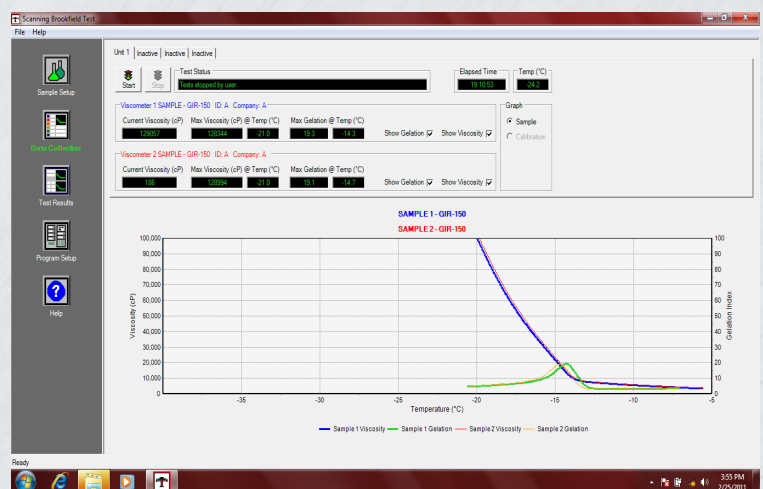 Scanning Brookfield Test
File Help
Unit 1 Inactive Inactive Inactive
Sample Setup
Data Collection
Test Results
Program Setup
Help
Start Stop
Test Status
Tests stopped by user
Elapsed Time
19:10:53
Temp (°C)
-24.2
Viscometer 1 SAMPLE - GIR-150 ID: A Company: A
Current Viscosity (cP) Max Viscosity (cP) @ Temp (°C) Max Gelation @ Temp (°C)
129057 128344 -21.0 19.3 -14.3 Show Gelation Show Viscosity
Graph
Sample
Calibration
Viscometer 2 SAMPLE - GIR-150 ID: A Company: A
Current Viscosity (cP) Max Viscosity (cP) @ Temp (°C) Max Gelation @ Temp (°C)
186 128994 -21.0 19.1 -14.7 Show Gelation Show Viscosity
SAMPLE 1 - GIR-150
SAMPLE 2 - GIR-150
Viscosity (cP)
100,000
90,000
80,000
70,000
60,000
50,000
40,000
30,000
20,000
10,000
0
-35 -30 -25 -20 -15 -10 -5
Temperature (°C)
100
90
80
70
60
50
40
30
20
10
0
Gelation Index
Sample 1 Viscosity Sample 1 Gelation Sample 2 Viscosity Sample 2 Gelation
Ready
3:55 PM
2/25/2011